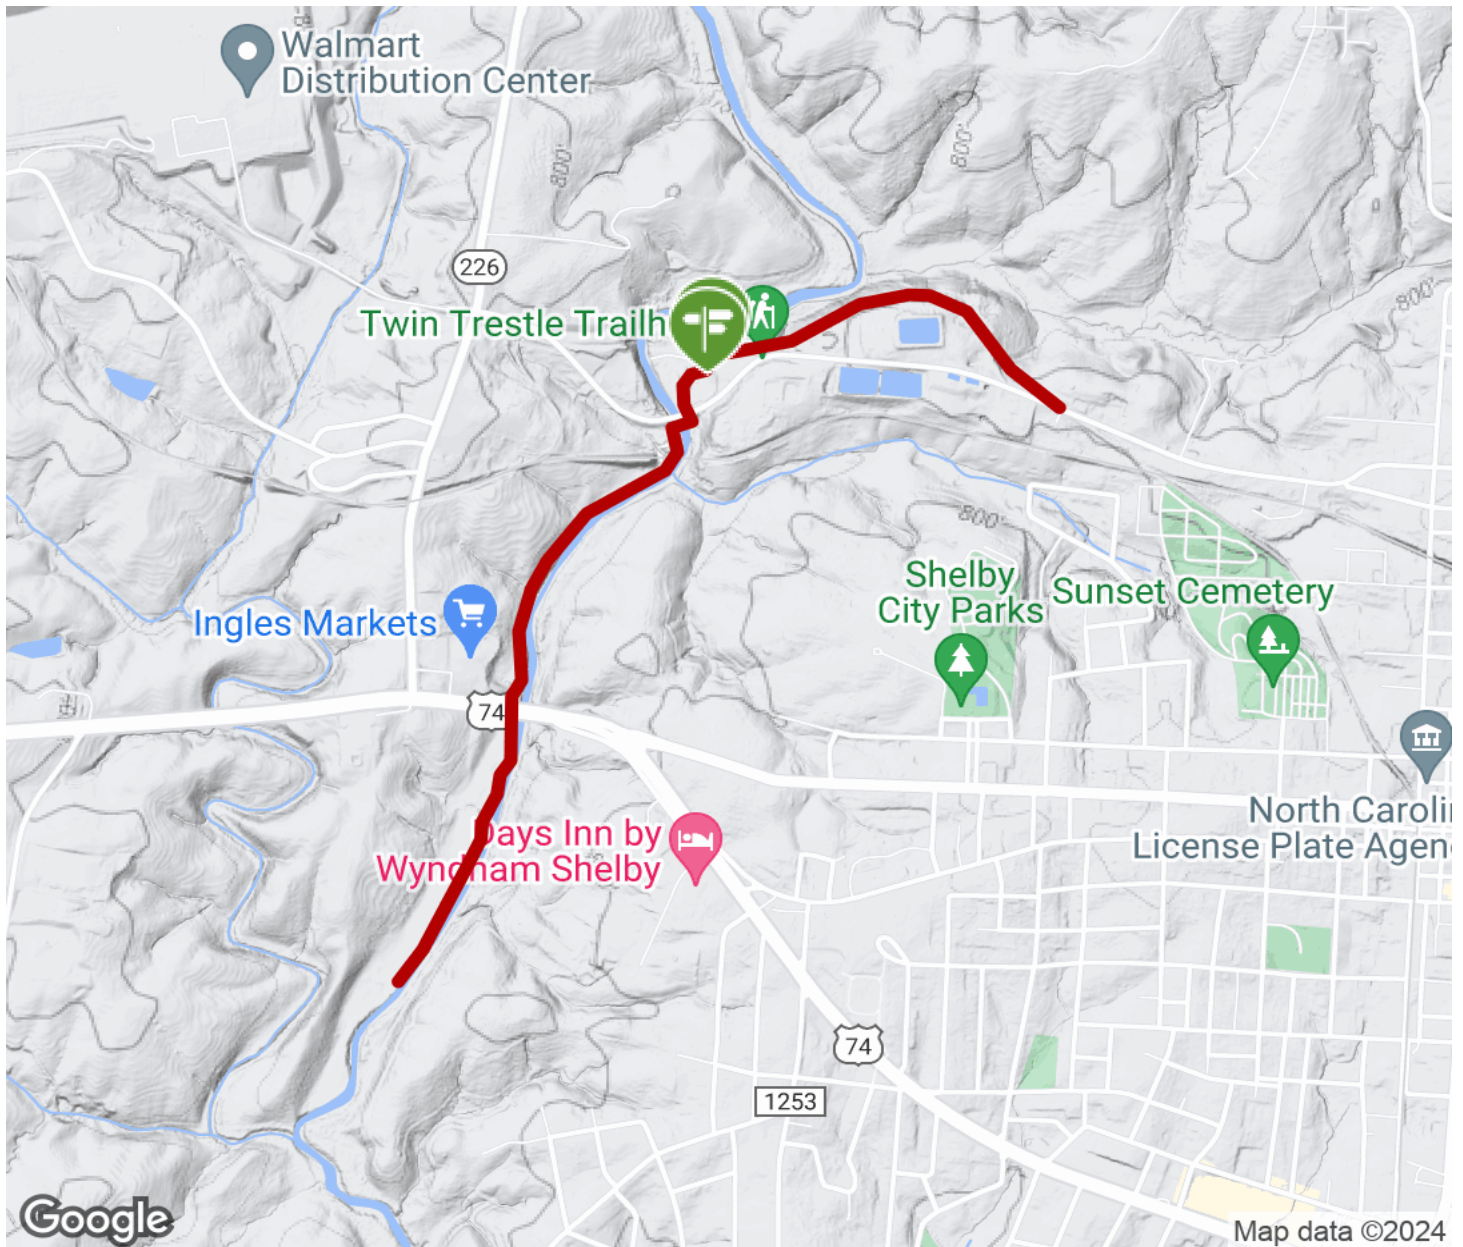 Walmart
Distribution Center
800'
800'
226
800'
Twin Trestle Trailh
800'
Shelby
City Parks
Sunset Cemetery
Ingles Markets
74
North Caroli
License Plate Agen
Days Inn by
Wyndham Shelby
74
1253
Google
Map data ©2024